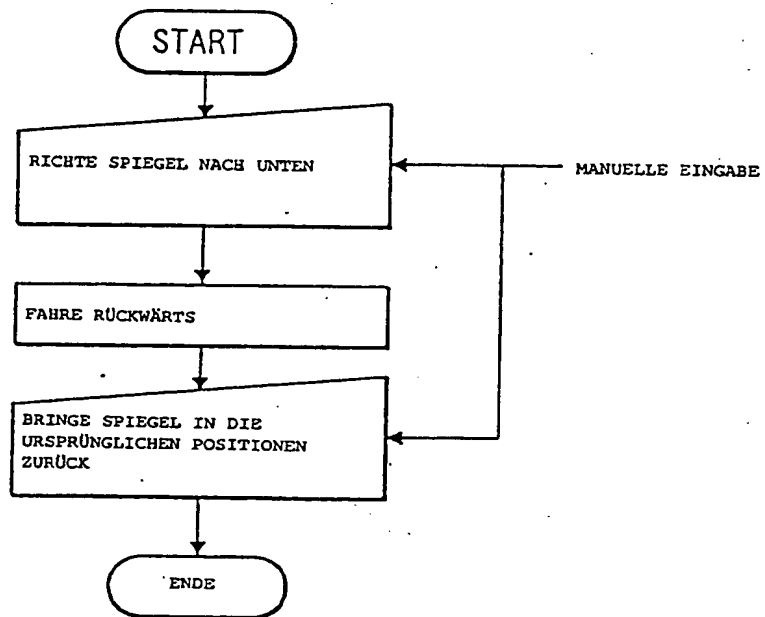 START
RICHTE SPIEGEL NACH UNTEN
MANUELLE EINGABE
FAHRE RÜCKWÄRTS
BRINGE SPIEGEL IN DIE
URSPRÜNGLICHEN POSITIONEN
ZURÜCK
ENDE